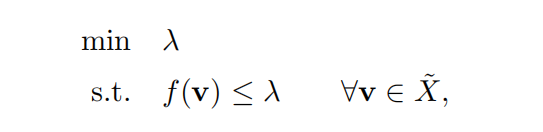 min λ
s.t. f(𝐯) ≤ λ ∀𝐯 ∈ X̃,